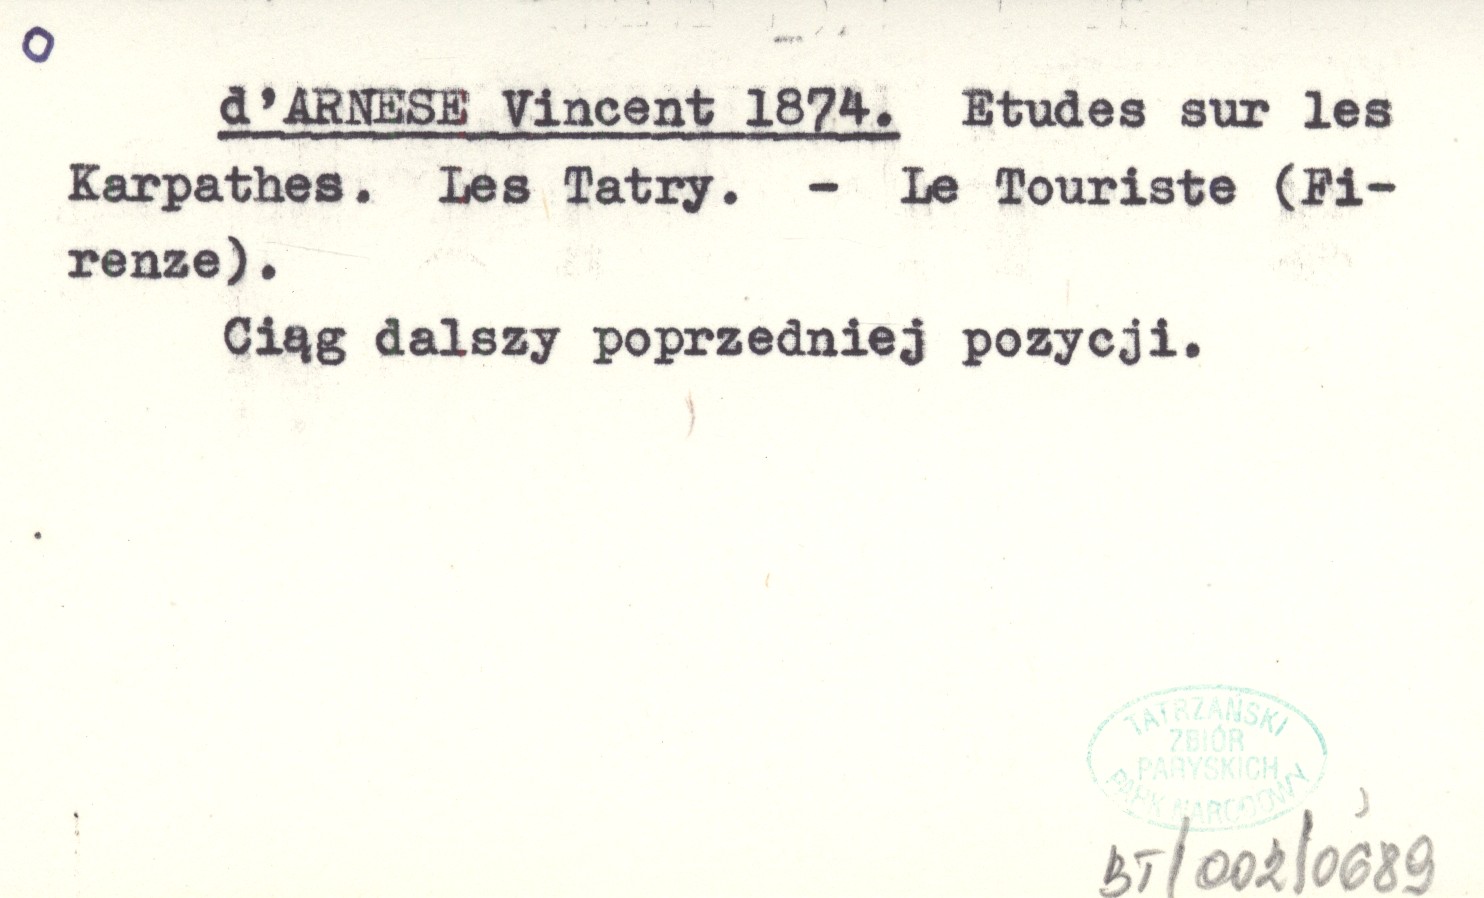 d'ARNESE Vincent 1874. Etudes sur les
Karpathes. Les Tatry. - Le Touriste (Fi-
renze).
Ciąg dalszy poprzedniej pozycji.
TATRZAŃSKI
ZBIÓR
PARYSKICH
PARK NARODOWY
BT/002/0689